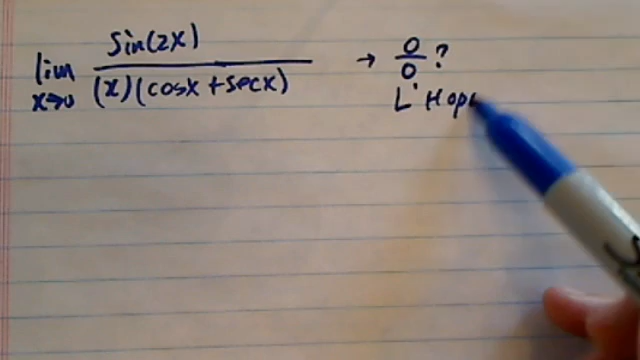 lim x→0 sin(2x) / (x)(cosx + secx) → 0/0 ?
L'Hop